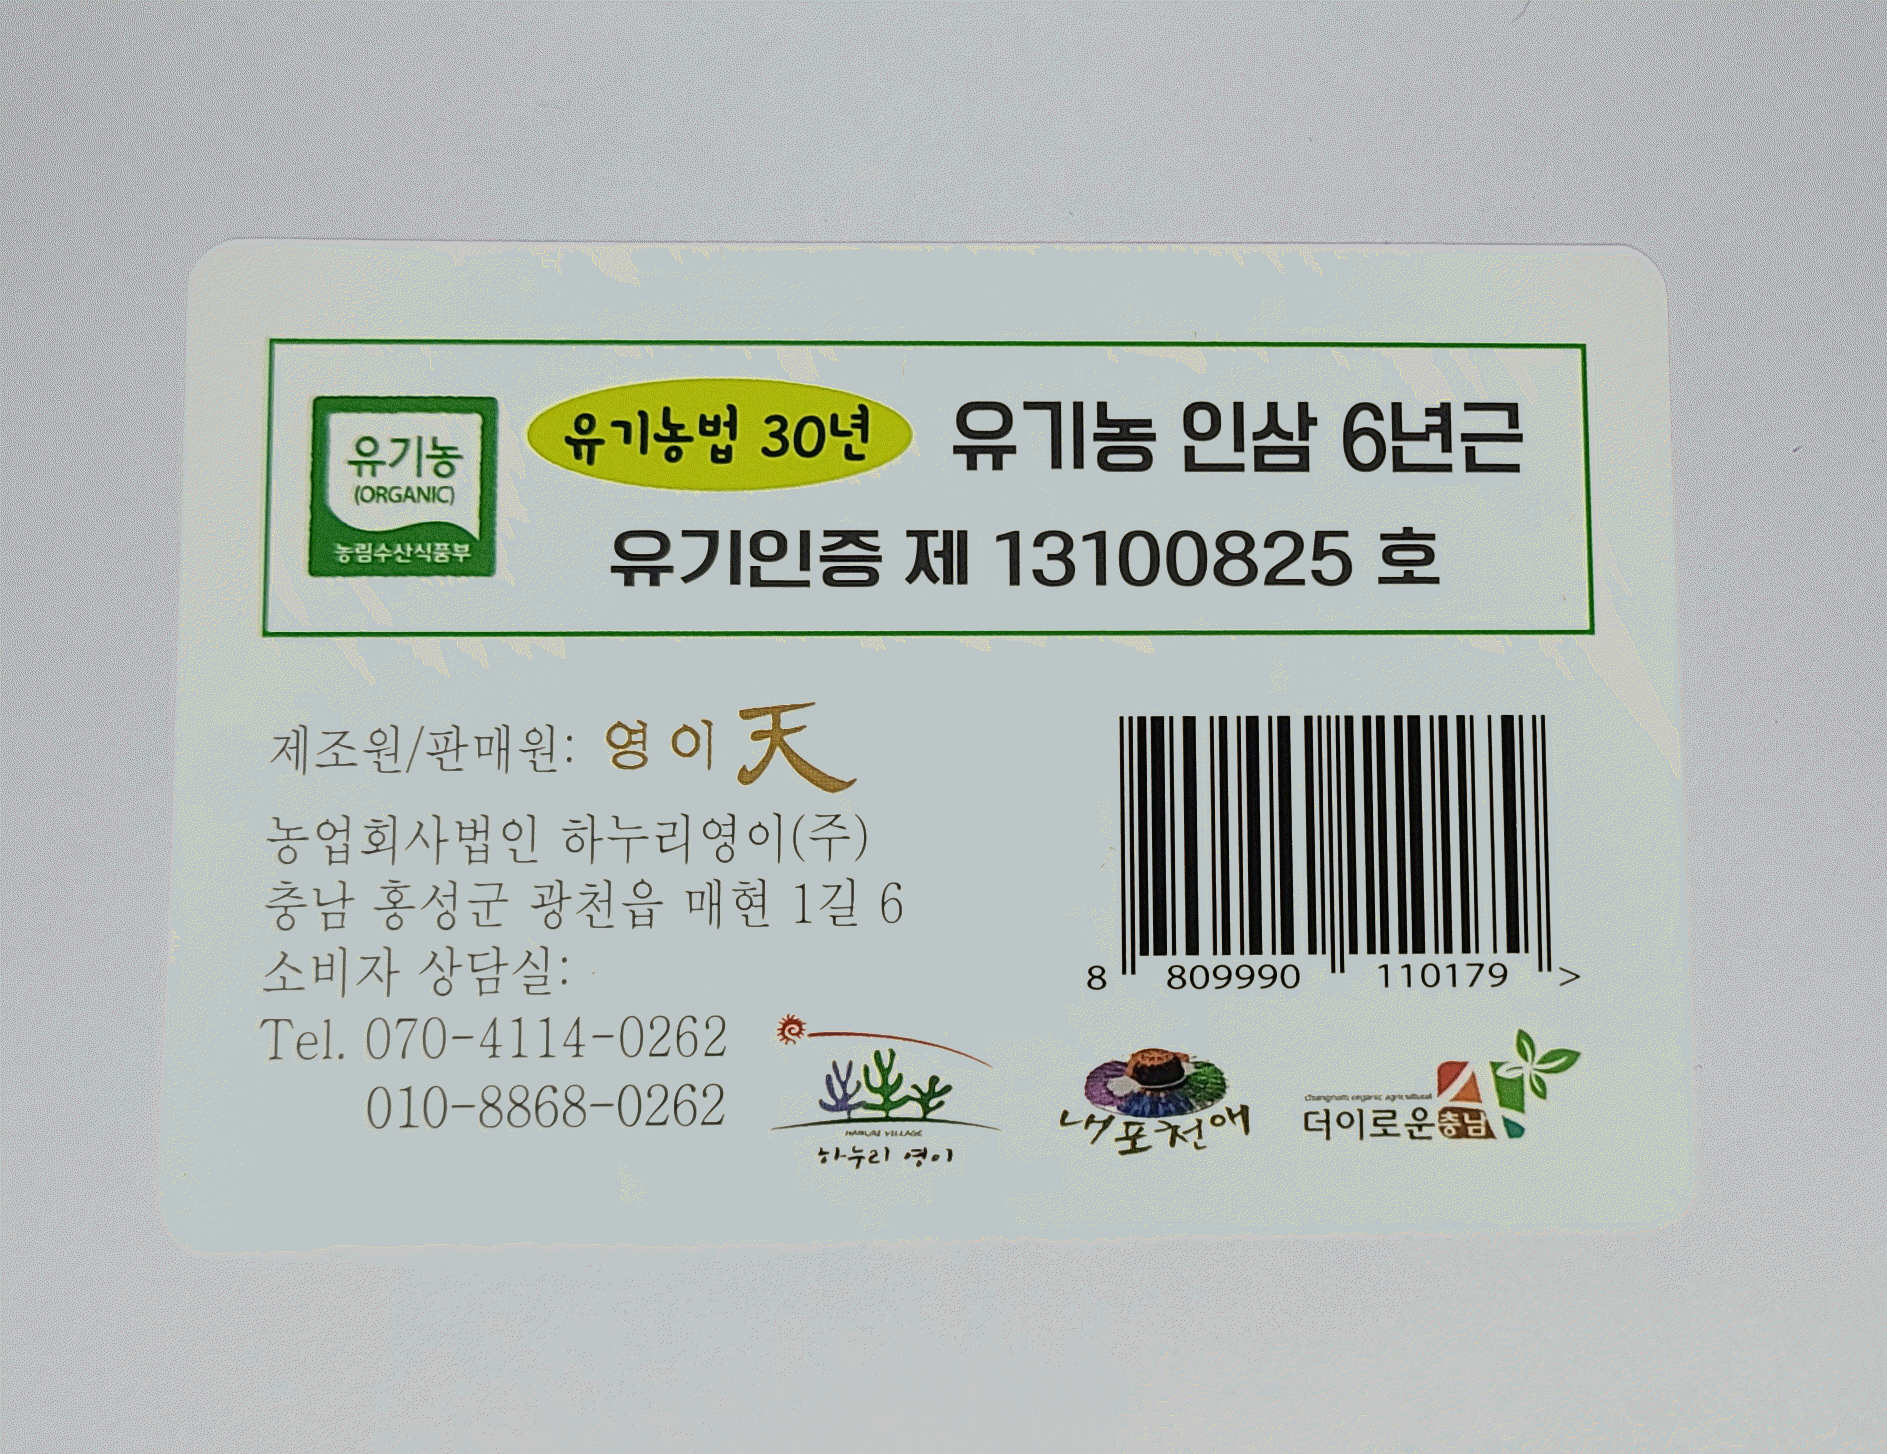 유기농
(ORGANIC)
농림수산식품부
유기농법 30년
유기농 인삼 6년근
유기인증 제 13100825 호
제조원/판매원: 영이天
농업회사법인 하누리영이(주)
충남 홍성군 광천읍 매현 1길 6
소비자 상담실:
Tel. 070-4114-0262
010-8868-0262
8 809990 110179 >
HANURI VILLAGE
하누리 영이
내포천애
chungnam organic agricultural
더이로운충남